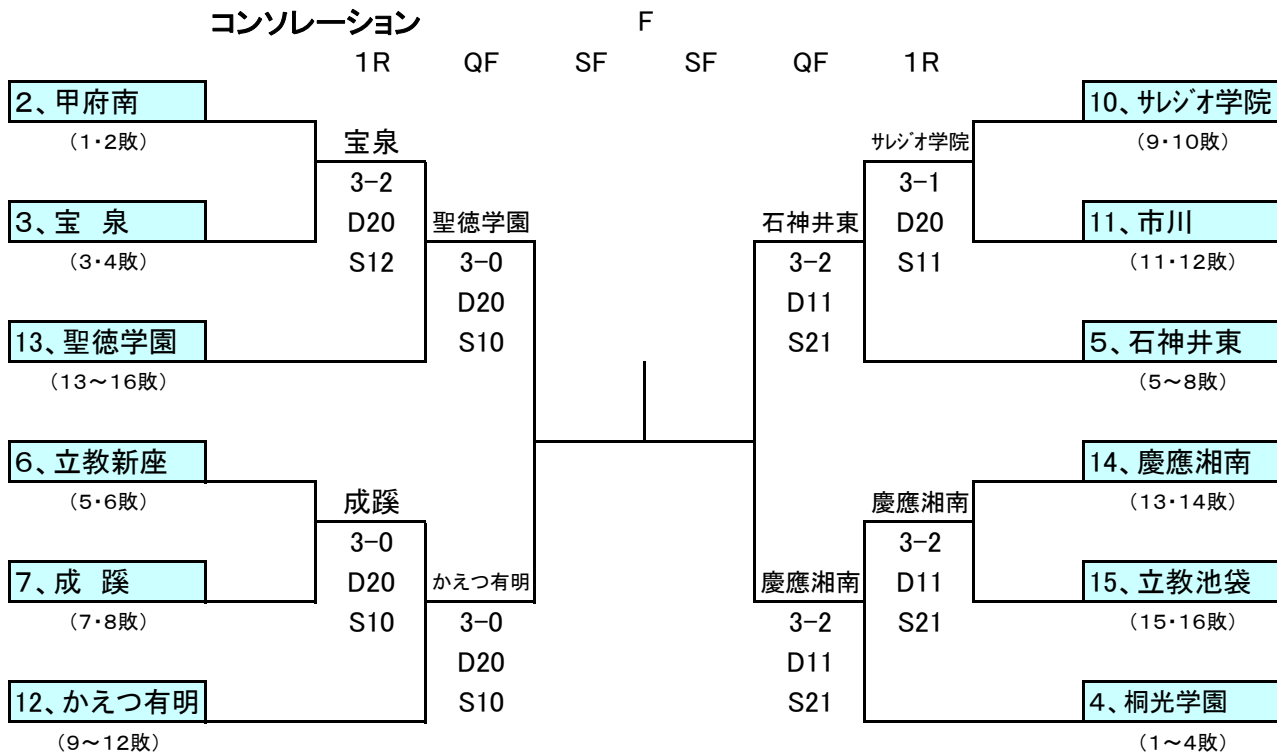 コンソレーション F
1R QF SF SF QF 1R
2、甲府南 10、サレジオ学院
(1・2敗) 宝泉 サレジオ学院 (9・10敗)
3-2 3-1
3、宝 泉 D20 聖徳学園 石神井東 D20 11、市川
(3・4敗) S12 3-0 3-2 S11 (11・12敗)
D20 D11
13、聖徳学園 S10 S21 5、石神井東
(13~16敗) (5~8敗)
6、立教新座 14、慶應湘南
(5・6敗) 成蹊 慶應湘南 (13・14敗)
3-0 3-2
7、成 蹊 D20 かえつ有明 慶應湘南 D11 15、立教池袋
(7・8敗) S10 3-0 3-2 S21 (15・16敗)
D20 D11
12、かえつ有明 S10 S21 4、桐光学園
(9~12敗) (1~4敗)